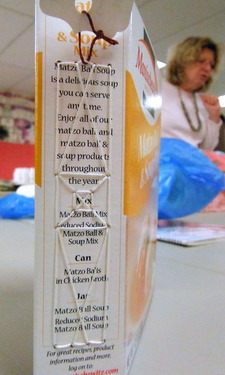 & SOUP
MIX
Matzo Ball Soup
is a delicious soup
you can serve
any time.
Enjoy all of our
matzo ball and
matzo ball &
soup products
throughout
the year.
Mix
Matzo Ball Mix
Reduced Sodium
Matzo Ball &
Soup Mix
Can
Matzo Balls
in Chicken Broth
Jar
Matzo Ball Soup
Reduced Sodium
Matzo Ball Soup
For great recipes, product
information and more,
log on to: